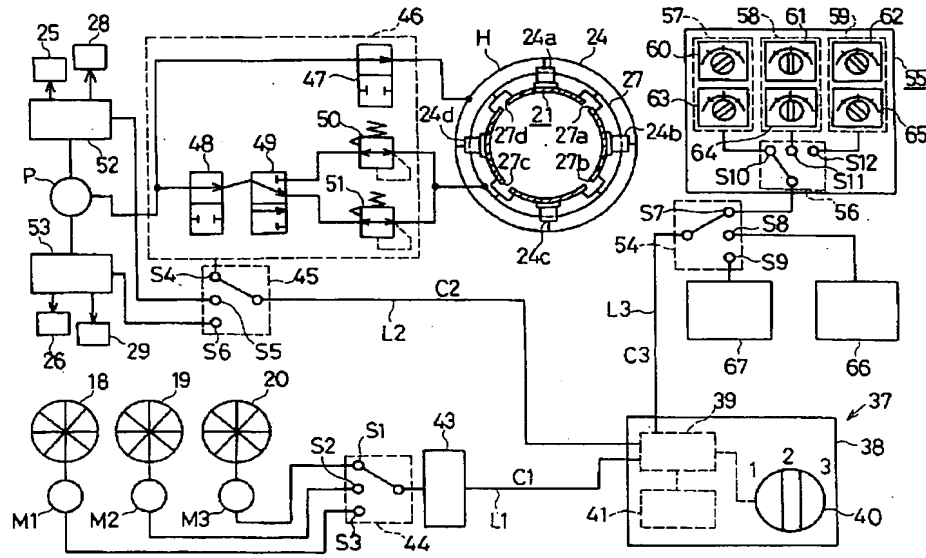 25 28 46 57 58 61 59 62
47 H 24a 24 60 55
27
50 21 63
52 48 49 24d 27d 27a 24b 65
P 27c 27b 64 S12
51 S10 S11
53 24c S7 56
S4 45 S8
54 S9
C2
26 29 S6 S5 L2 L3
67 66
18 19 20 C3
43 39 37
S1 38
S2 1 2 3
C1
M1 M2 M3 41 40
S3 44 L1